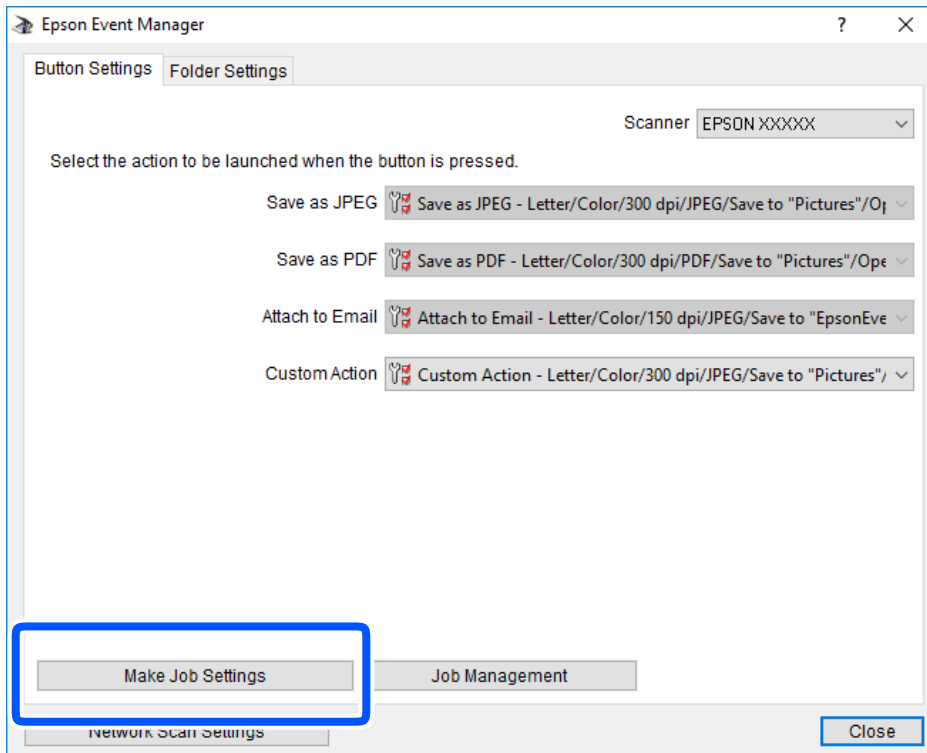 Epson Event Manager
Button Settings
Folder Settings
Scanner EPSON XXXXX
Select the action to be launched when the button is pressed.
Save as JPEG Save as JPEG - Letter/Color/300 dpi/JPEG/Save to "Pictures"/Op
Save as PDF Save as PDF - Letter/Color/300 dpi/PDF/Save to "Pictures"/Ope
Attach to Email Attach to Email - Letter/Color/150 dpi/JPEG/Save to "EpsonEve
Custom Action Custom Action - Letter/Color/300 dpi/JPEG/Save to "Pictures"/
Make Job Settings
Job Management
Network Scan Settings
Close